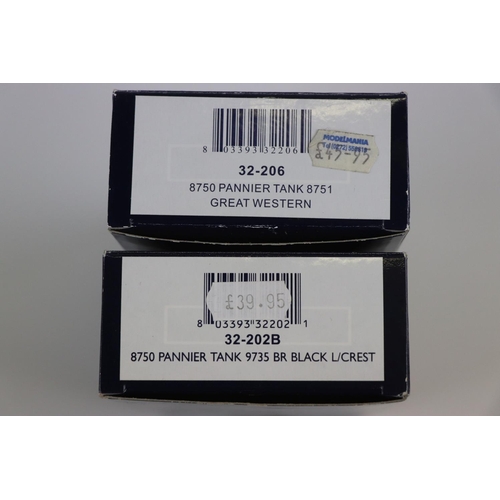 8 03393 32206
MODELMANIA
£43-95
32-206
8750 PANNIER TANK 8751
GREAT WESTERN
£39.95
8 03393 32202 1
32-202B
8750 PANNIER TANK 9735 BR BLACK L/CREST